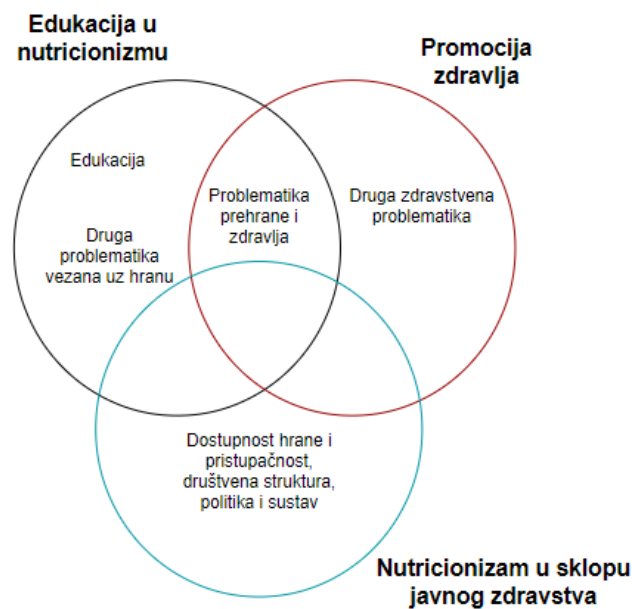 Edukacija u
nutricionizmu
Promocija
zdravlja
Edukacija
Druga
problematika
vezana uz hranu
Problematika
prehrane i
zdravlja
Druga zdravstvena
problematika
Dostupnost hrane i
pristupačnost,
društvena struktura,
politika i sustav
Nutricionizam u sklopu
javnog zdravstva